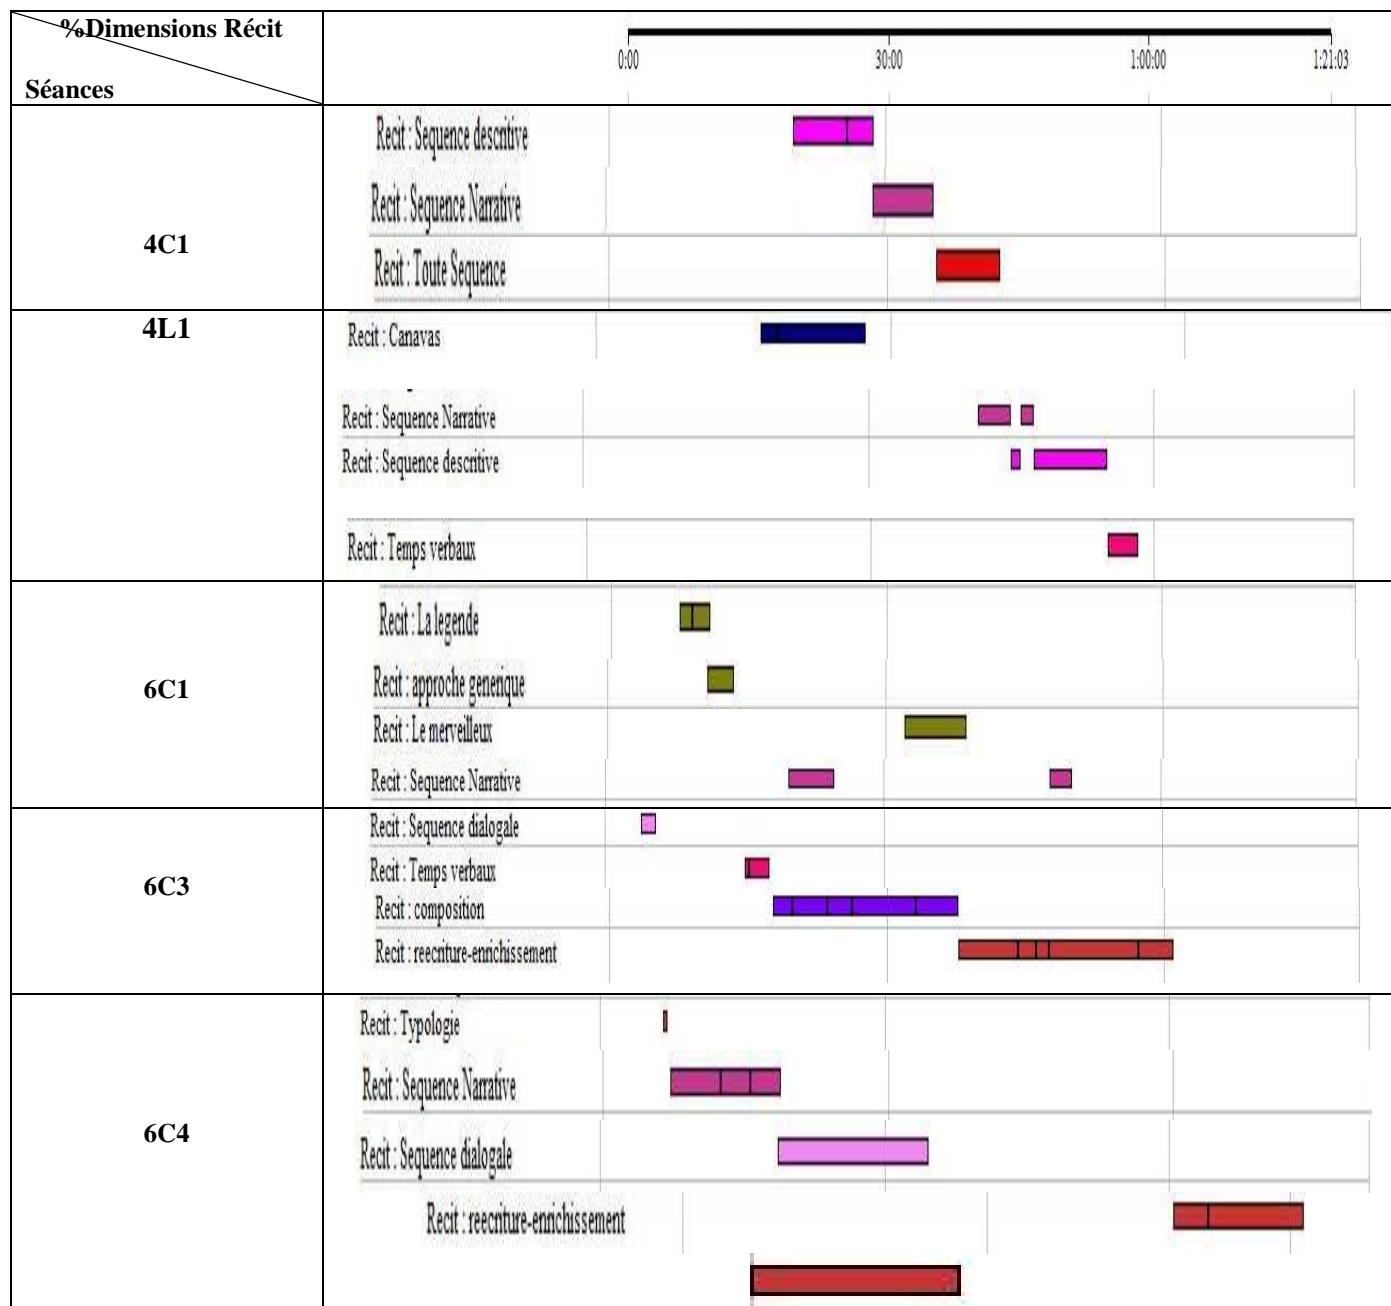 %Dimensions Récit
Séances
0:00 30:00 1:00:00 1:21:03
4C1
Recit : Sequence descritive
Recit : Sequence Narrative
Recit : Toute Sequence
4L1
Recit : Canavas
Recit : Sequence Narrative
Recit : Sequence descritive
Recit : Temps verbaux
6C1
Recit : La legende
Recit : approche generique
Recit : Le merveilleux
Recit : Sequence Narrative
6C3
Recit : Sequence dialogale
Recit : Temps verbaux
Recit : composition
Recit : reecriture-enrichissement
6C4
Recit : Typologie
Recit : Sequence Narrative
Recit : Sequence dialogale
Recit : reecriture-enrichissement